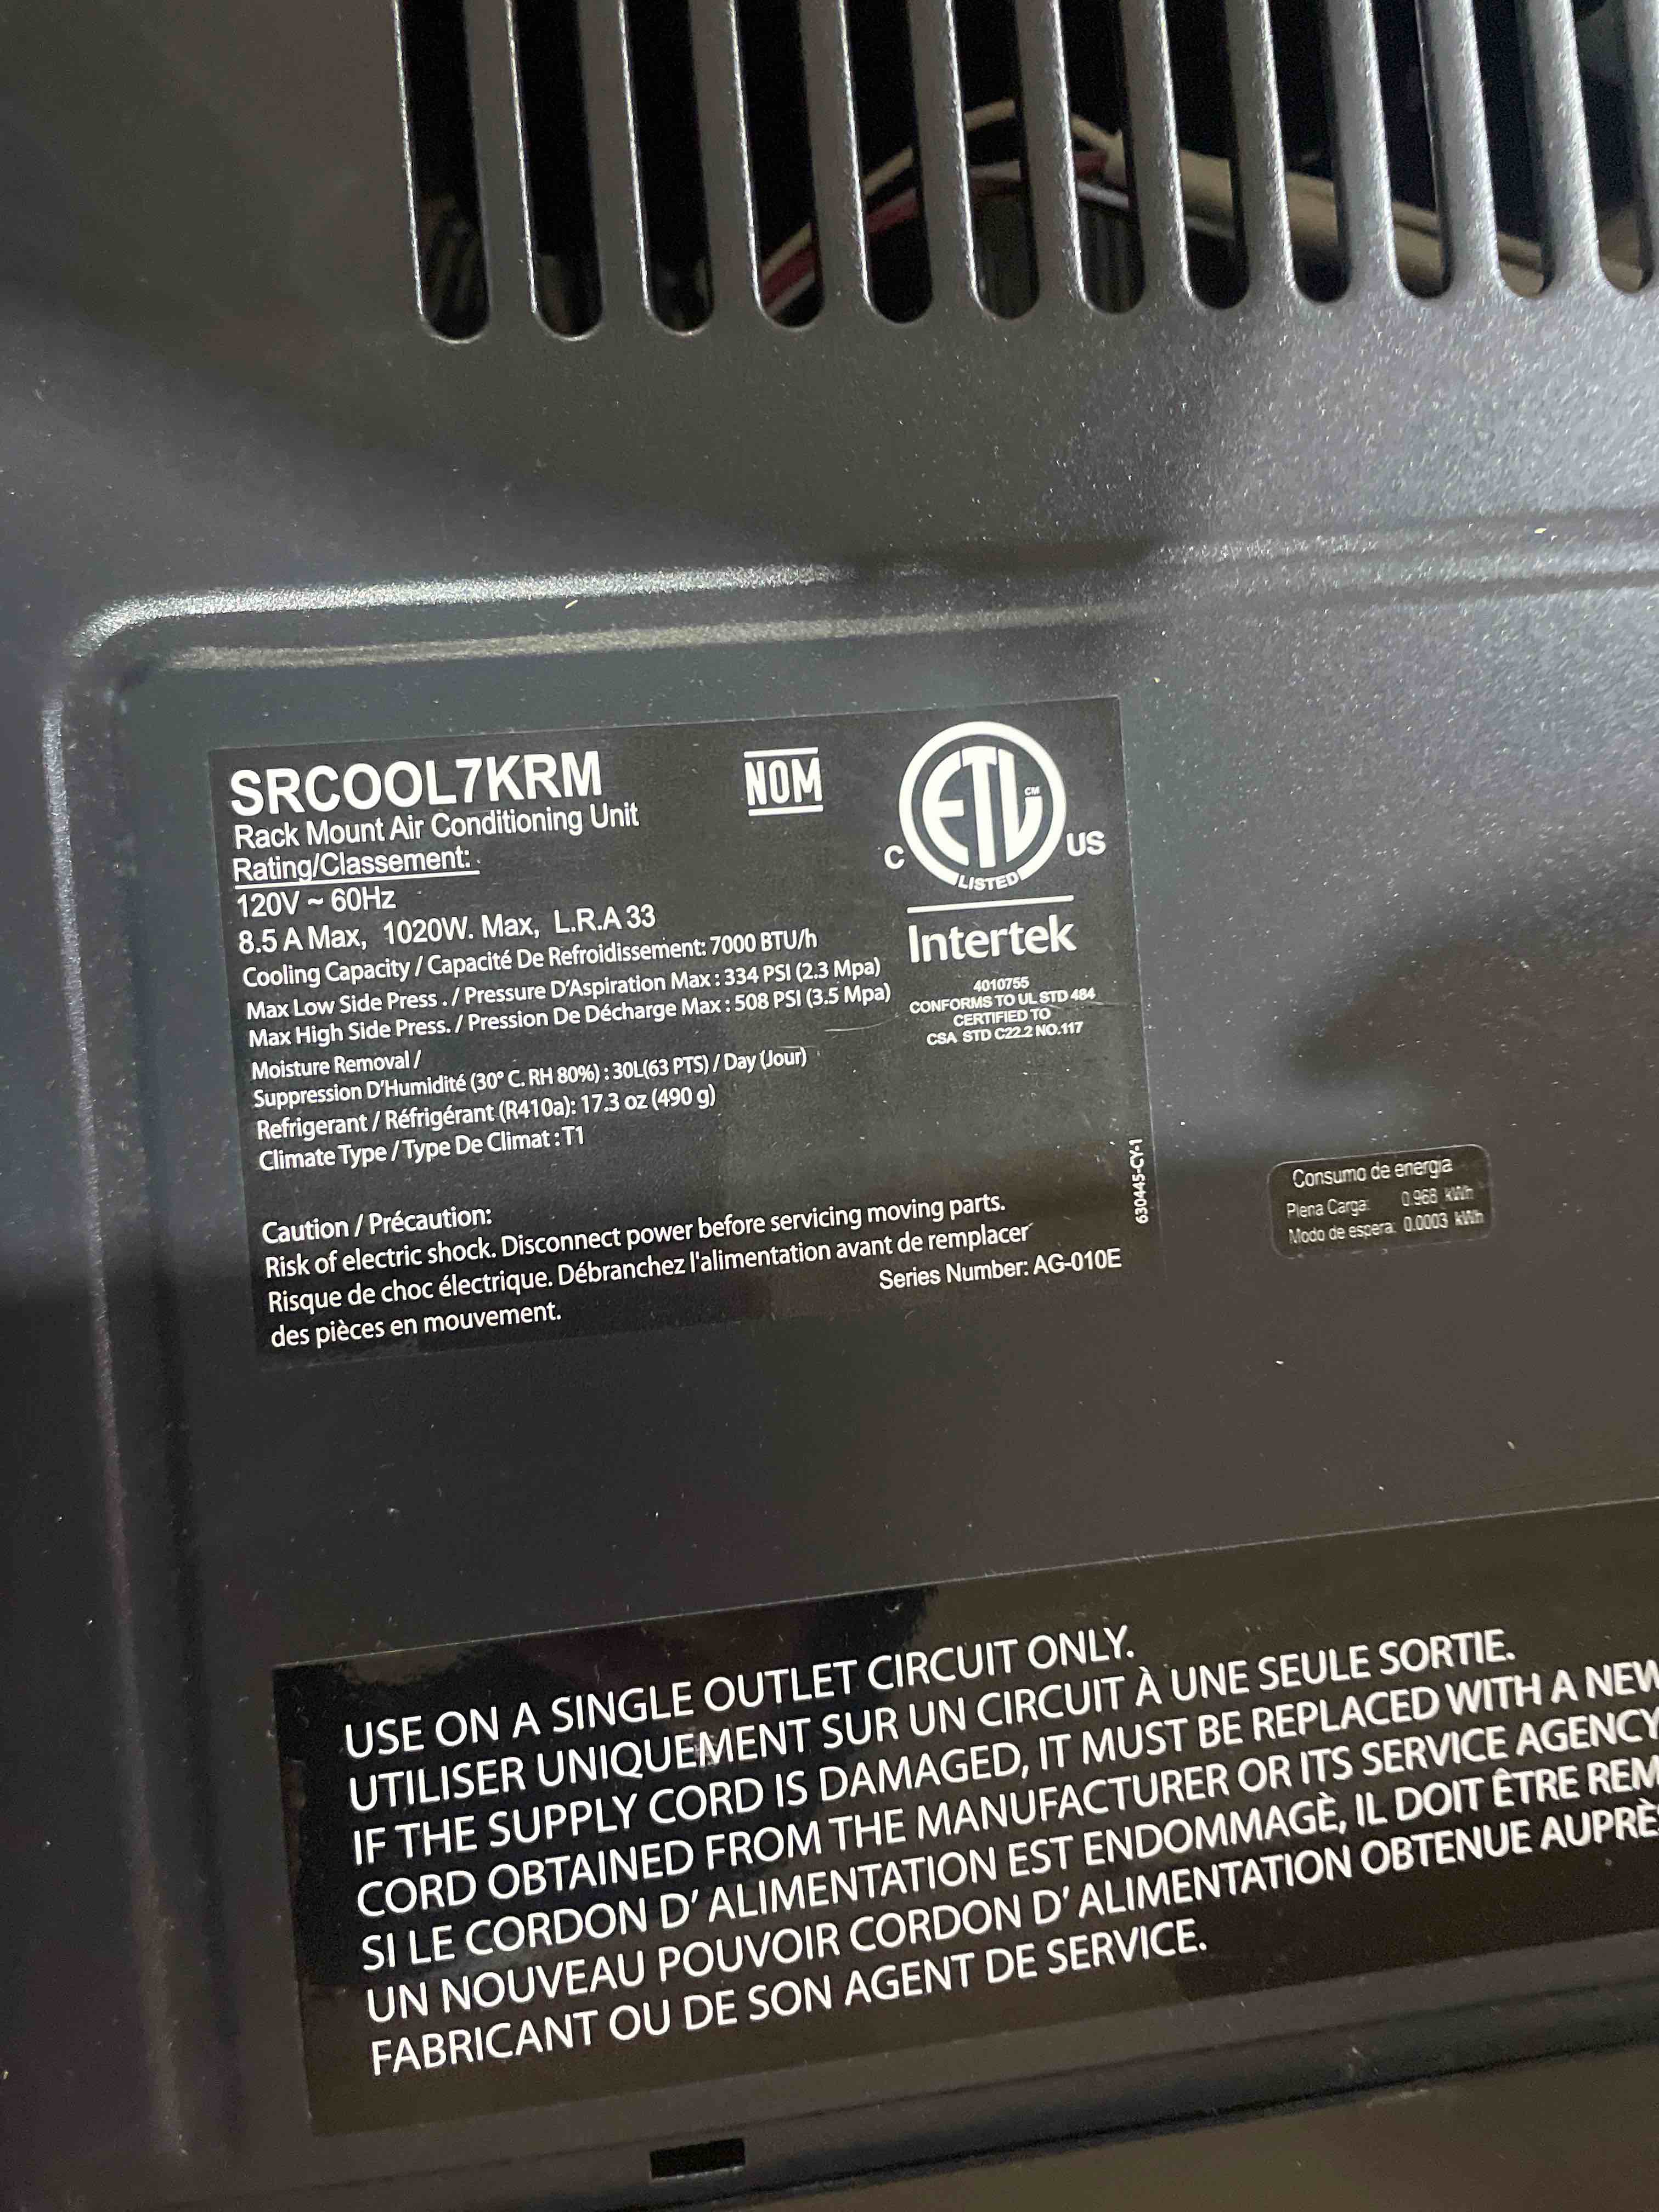 SRCOOL7KRM
Rack Mount Air Conditioning Unit
Rating/Classement:
120V ~ 60Hz
8.5 A Max, 1020W. Max, L.R.A 33
Cooling Capacity / Capacité De Refroidissement: 7000 BTU/h
Max Low Side Press . / Pressure D'Aspiration Max : 334 PSI (2.3 Mpa)
Max High Side Press. / Pression De Décharge Max : 508 PSI (3.5 Mpa)
Moisture Removal /
Suppression D'Humidité (30° C. RH 80%) : 30L(63 PTS) / Day (Jour)
Refrigerant / Réfrigérant (R410a): 17.3 oz (490 g)
Climate Type / Type De Climat : T1
NOM
ETL CM
C US
LISTED
Intertek
4010755
CONFORMS TO UL STD 484
CERTIFIED TO
CSA STD C22.2 NO.117
Caution / Précaution:
Risk of electric shock. Disconnect power before servicing moving parts.
Risque de choc électrique. Débranchez l'alimentation avant de remplacer
des pièces en mouvement.
Series Number: AG-010E
630445-CY-1
Consumo de energia
Plena Carga: 0.968 kWh
Modo de espera: 0.0003 kWh
USE ON A SINGLE OUTLET CIRCUIT ONLY.
UTILISER UNIQUEMENT SUR UN CIRCUIT À UNE SEULE SORTIE.
IF THE SUPPLY CORD IS DAMAGED, IT MUST BE REPLACED WITH A NEW
CORD OBTAINED FROM THE MANUFACTURER OR ITS SERVICE AGENCY
SI LE CORDON D' ALIMENTATION EST ENDOMMAGÈ, IL DOIT ÊTRE REM
UN NOUVEAU POUVOIR CORDON D' ALIMENTATION OBTENUE AUPRÈS
FABRICANT OU DE SON AGENT DE SERVICE.